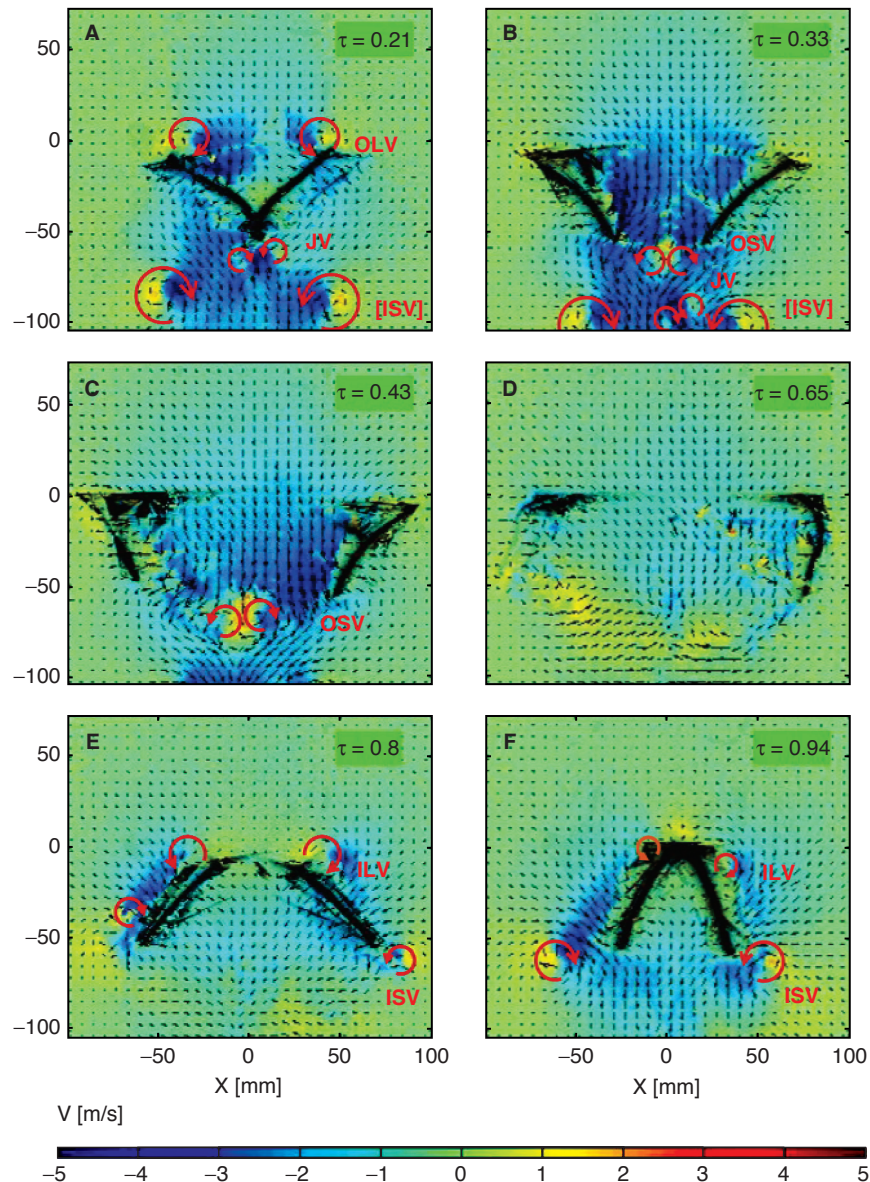 A
τ = 0.21
OLV
JV
[ISV]
B
τ = 0.33
OSV
JV
[ISV]
50
0
−50
−100
C
τ = 0.43
OSV
D
τ = 0.65
50
0
−50
−100
E
τ = 0.8
ILV
ISV
F
τ = 0.94
ILV
ISV
50
0
−50
−100
−50 0 50 −50 0 50 100
X [mm] X [mm]
V [m/s]
−5 −4 −3 −2 −1 0 1 2 3 4 5